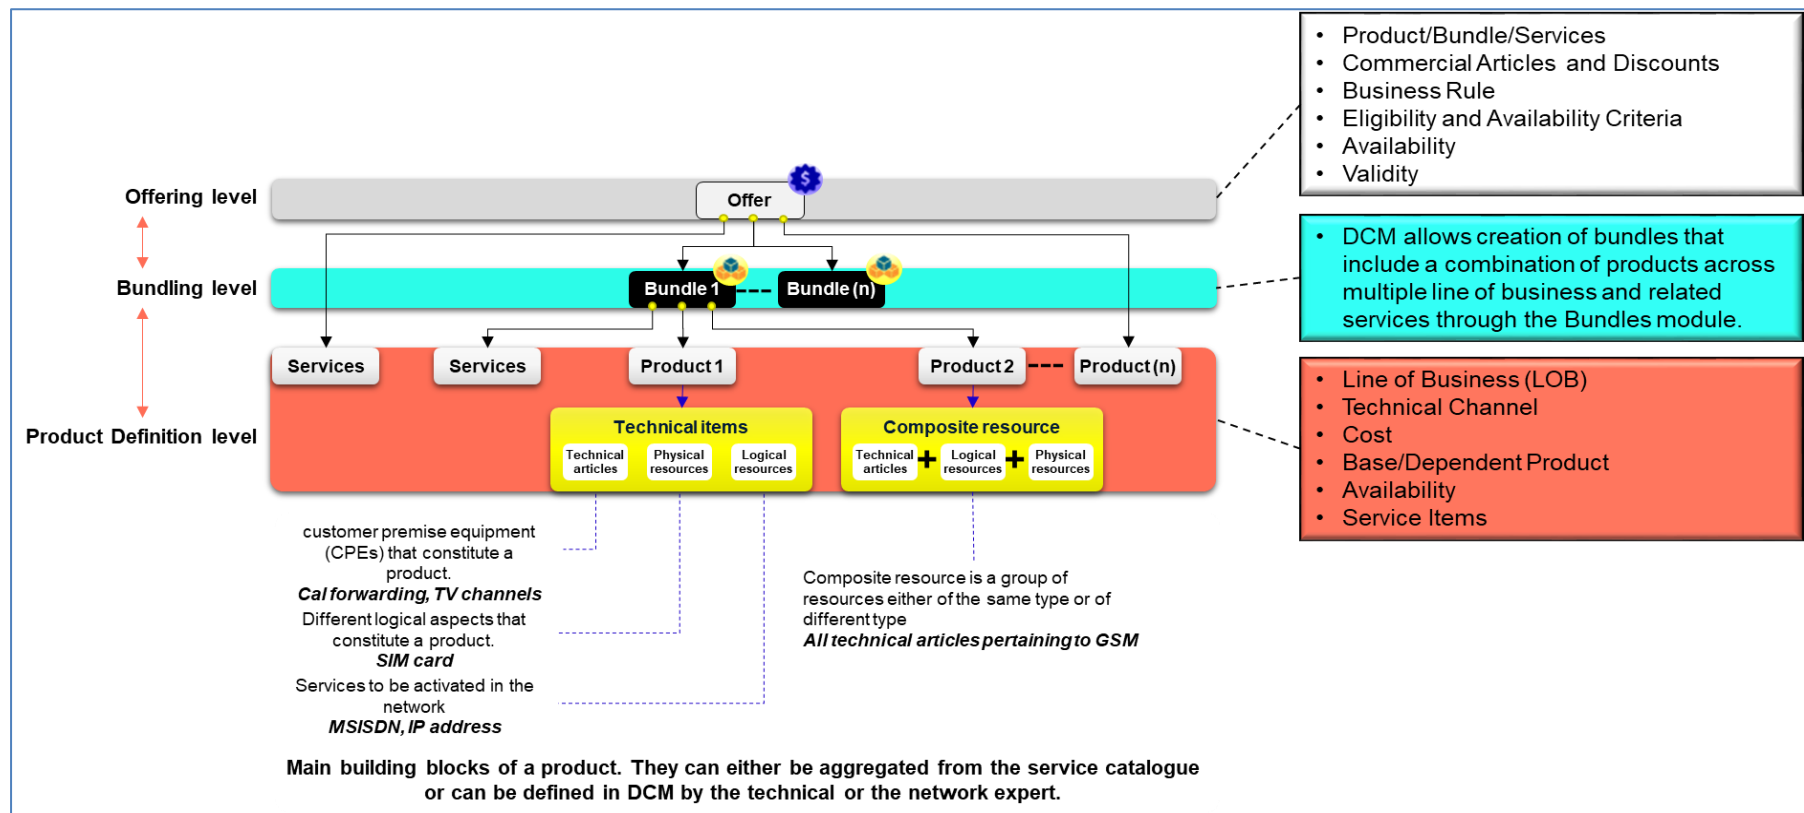 • Product/Bundle/Services
• Commercial Articles and Discounts
• Business Rule
• Eligibility and Availability Criteria
• Availability
• Validity
Offering level
$
Offer
• DCM allows creation of bundles that
include a combination of products across
multiple line of business and related
services through the Bundles module.
Bundling level
Bundle 1
Bundle (n)
Services
Services
Product 1
Product 2
Product (n)
• Line of Business (LOB)
• Technical Channel
• Cost
• Base/Dependent Product
• Availability
• Service Items
Product Definition level
Technical items
Technical
articles
Physical
resources
Logical
resources
Composite resource
Technical
articles
+
Logical
resources
+
Physical
resources
customer premise equipment
(CPEs) that constitute a
product.
Cal forwarding, TV channels
Different logical aspects that
constitute a product.
SIM card
Services to be activated in the
network
MSISDN, IP address
Composite resource is a group of
resources either of the same type or of
different type
All technical articles pertaining to GSM
Main building blocks of a product. They can either be aggregated from the service catalogue
or can be defined in DCM by the technical or the network expert.